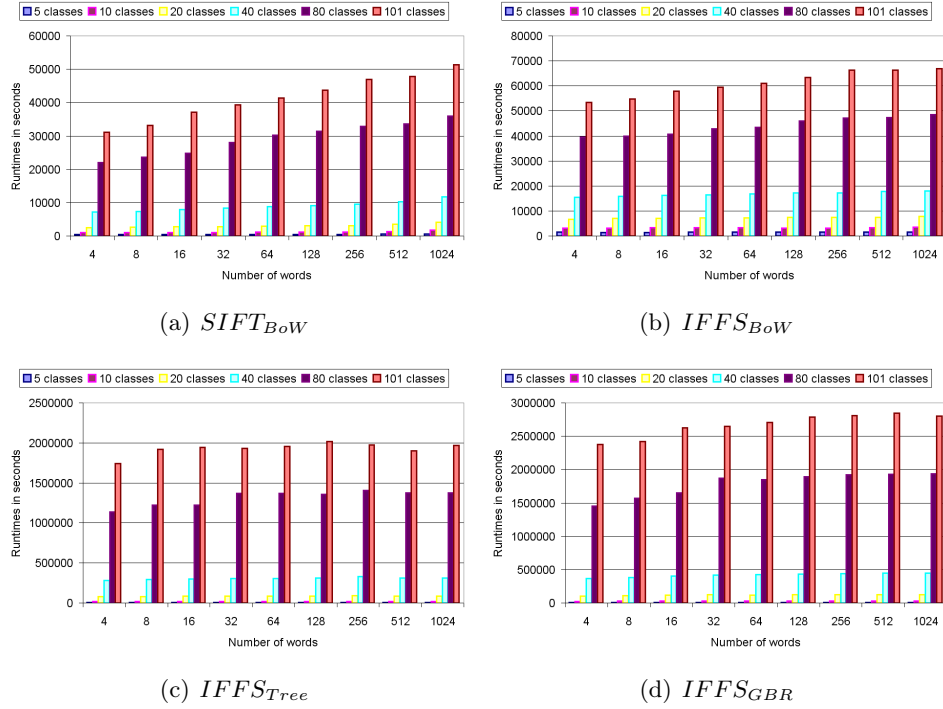 5 classes 10 classes 20 classes 40 classes 80 classes 101 classes
60000
50000
40000
30000
20000
10000
0
Runtimes in seconds
4 8 16 32 64 128 256 512 1024
Number of words
(a) SIFT_BoW
5 classes 10 classes 20 classes 40 classes 80 classes 101 classes
80000
70000
60000
50000
40000
30000
20000
10000
0
Runtimes in seconds
4 8 16 32 64 128 256 512 1024
Number of words
(b) IFFS_BoW
5 classes 10 classes 20 classes 40 classes 80 classes 101 classes
2500000
2000000
1500000
1000000
500000
0
Runtimes in seconds
4 8 16 32 64 128 256 512 1024
Number of words
(c) IFFS_Tree
5 classes 10 classes 20 classes 40 classes 80 classes 101 classes
3000000
2500000
2000000
1500000
1000000
500000
0
Runtimes in seconds
4 8 16 32 64 128 256 512 1024
Number of words
(d) IFFS_GBR